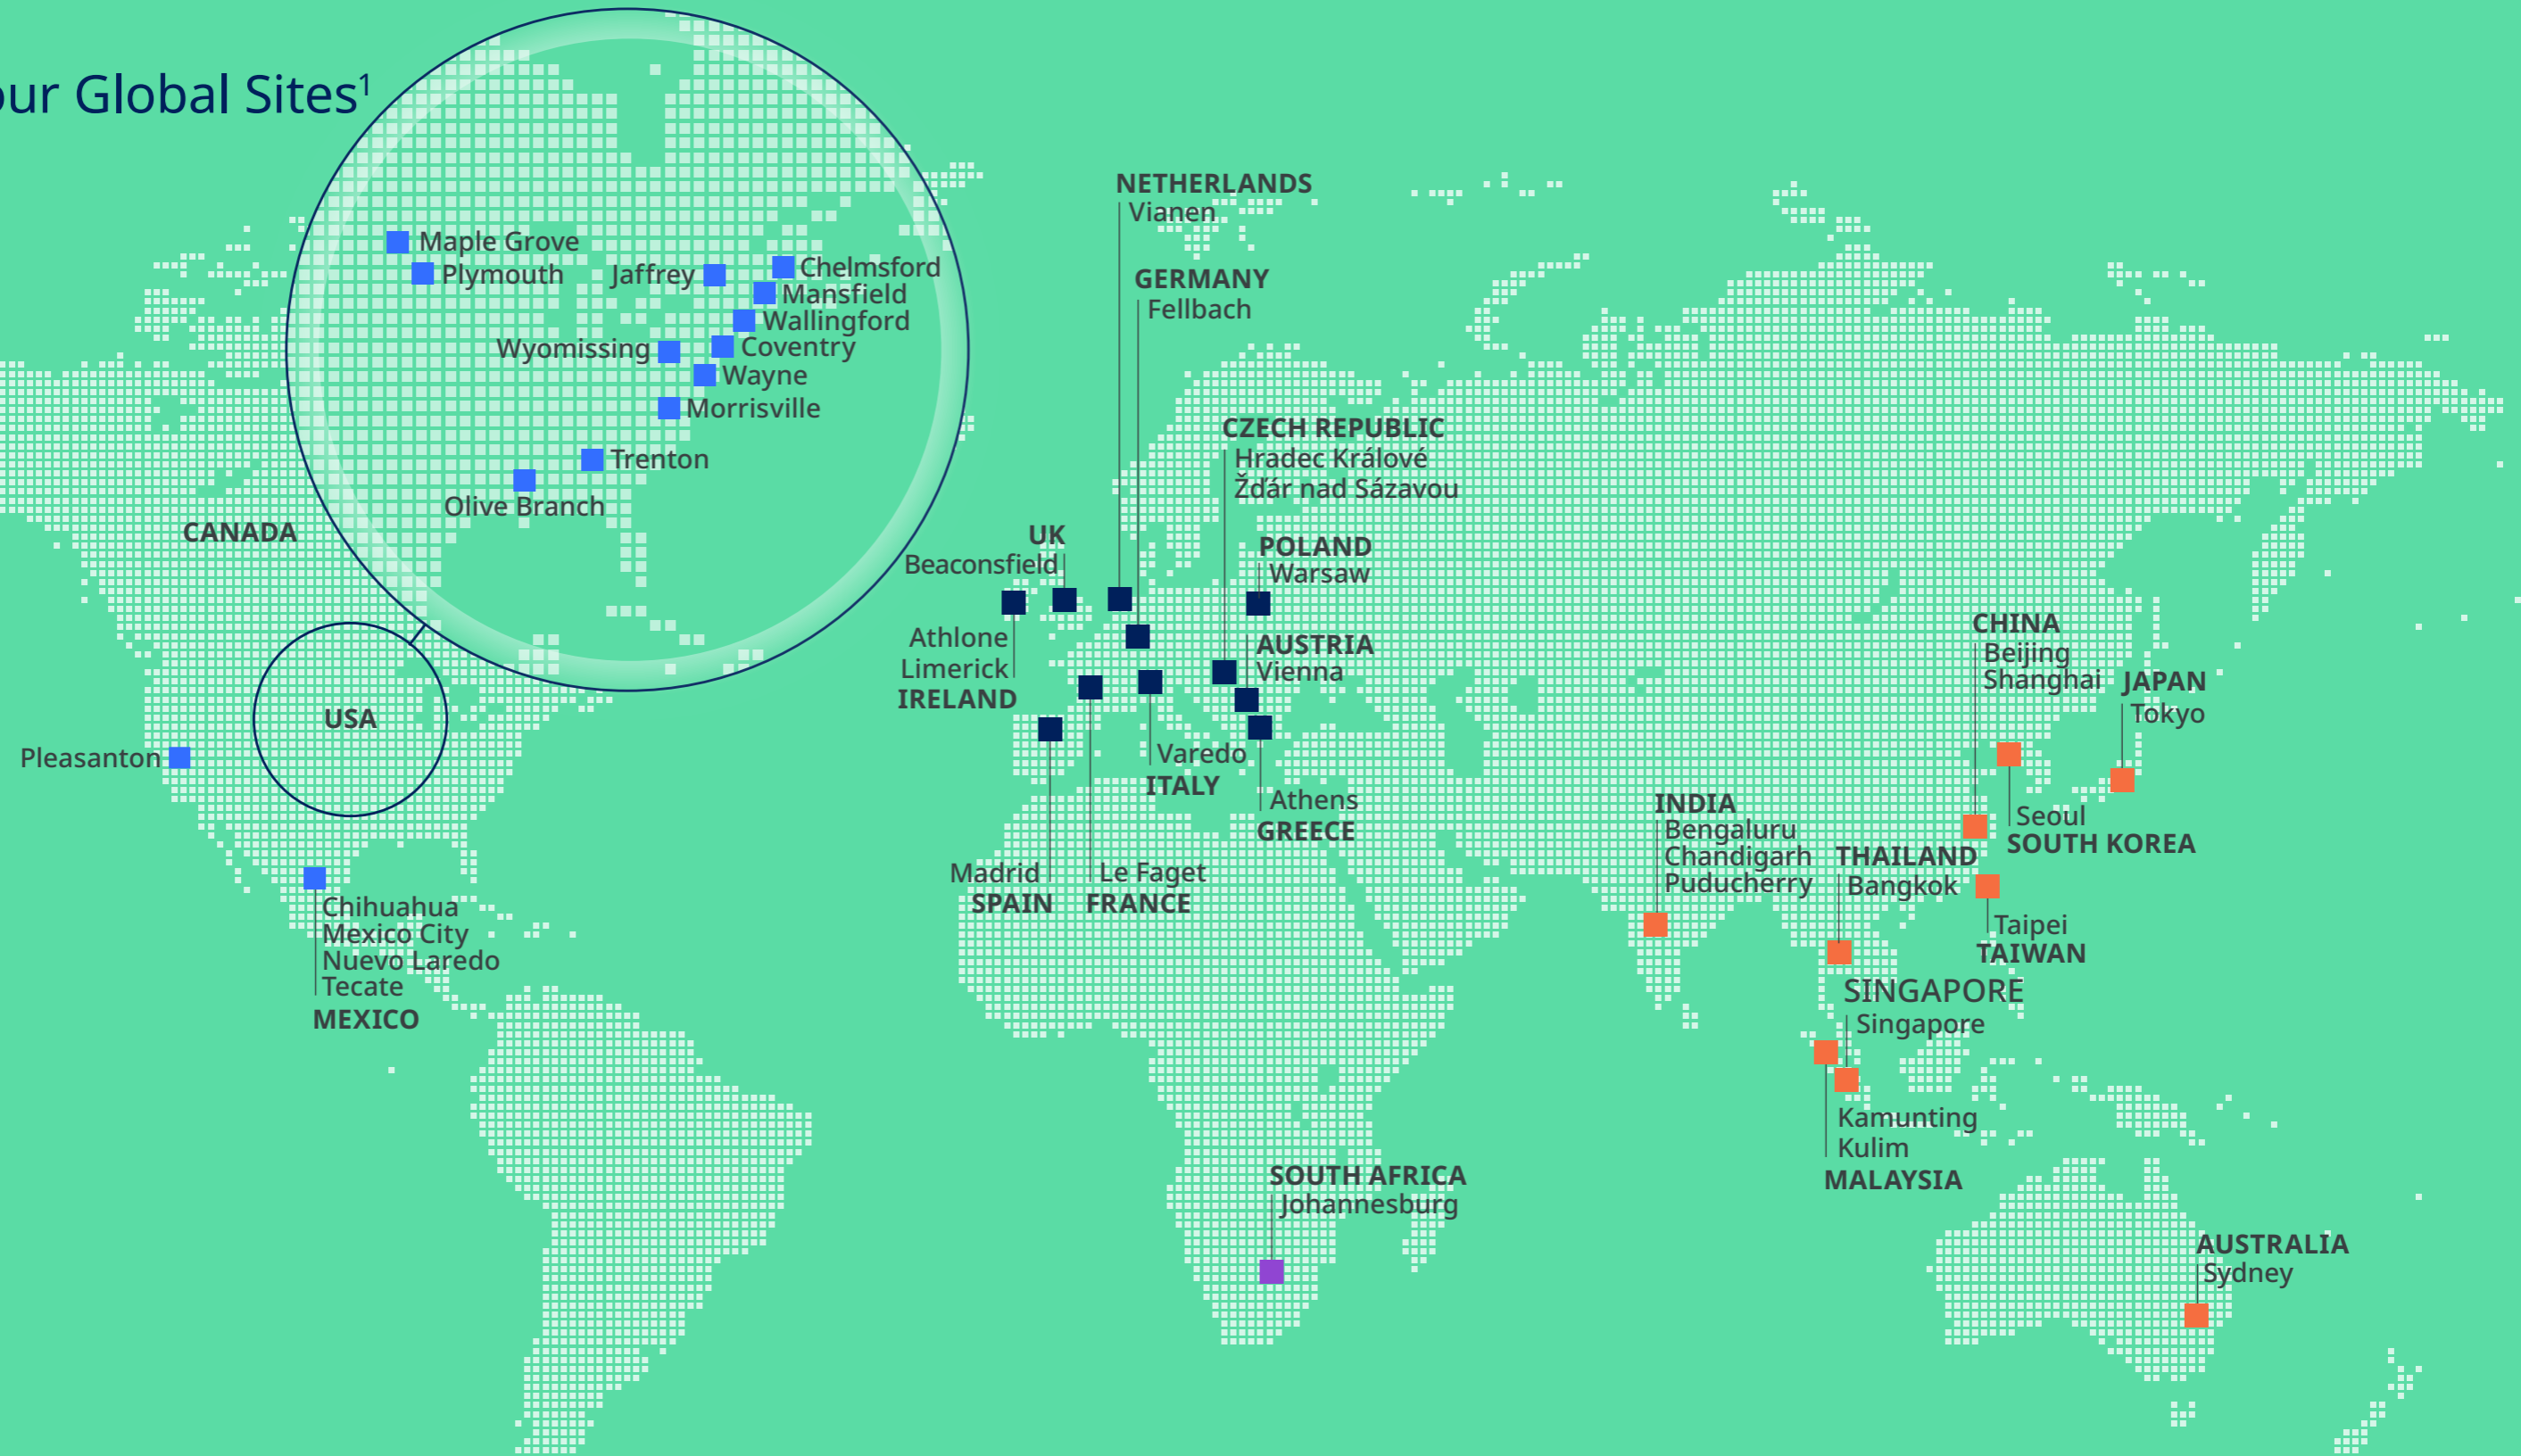 our Global Sites¹
Maple Grove
Plymouth
Jaffrey
Chelmsford
Mansfield
Wallingford
Wyomissing
Coventry
Wayne
Morrisville
Trenton
Olive Branch
CANADA
USA
Pleasanton
Chihuahua
Mexico City
Nuevo Laredo
Tecate
MEXICO
NETHERLANDS
Vianen
GERMANY
Fellbach
CZECH REPUBLIC
Hradec Králové
Žďár nad Sázavou
UK
Beaconsfield
POLAND
Warsaw
Athlone
Limerick
IRELAND
AUSTRIA
Vienna
Varedo
ITALY
Athens
GREECE
Madrid
SPAIN
Le Faget
FRANCE
SOUTH AFRICA
Johannesburg
CHINA
Beijing
Shanghai
JAPAN
Tokyo
Seoul
SOUTH KOREA
INDIA
Bengaluru
Chandigarh
Puducherry
THAILAND
Bangkok
Taipei
TAIWAN
SINGAPORE
Singapore
Kamunting
Kulim
MALAYSIA
AUSTRALIA
Sydney